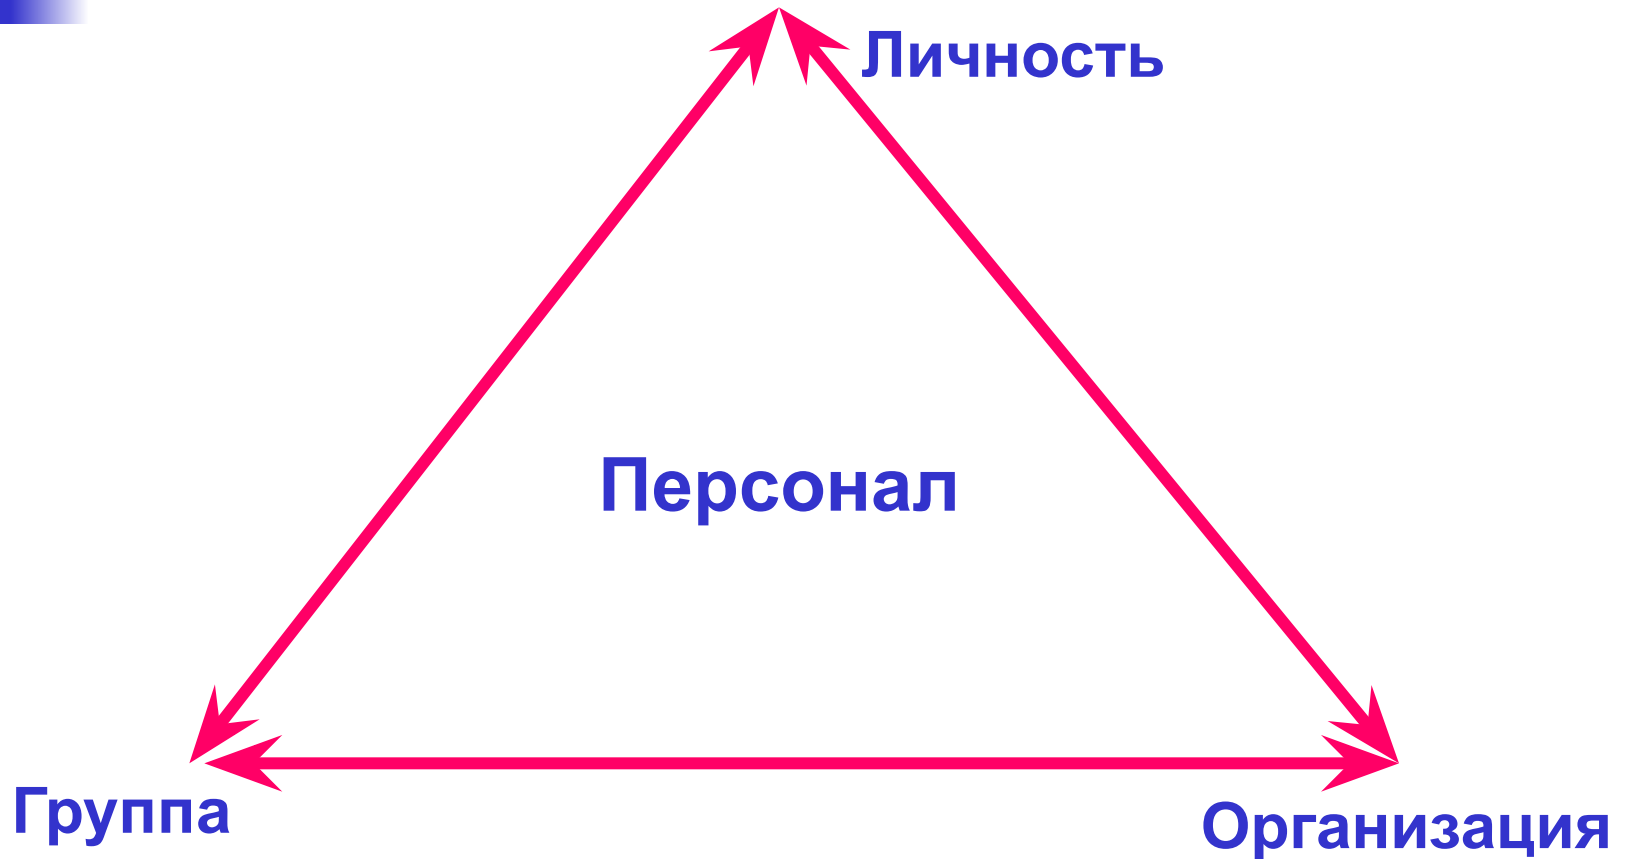 Личность
Персонал
Группа
Организация